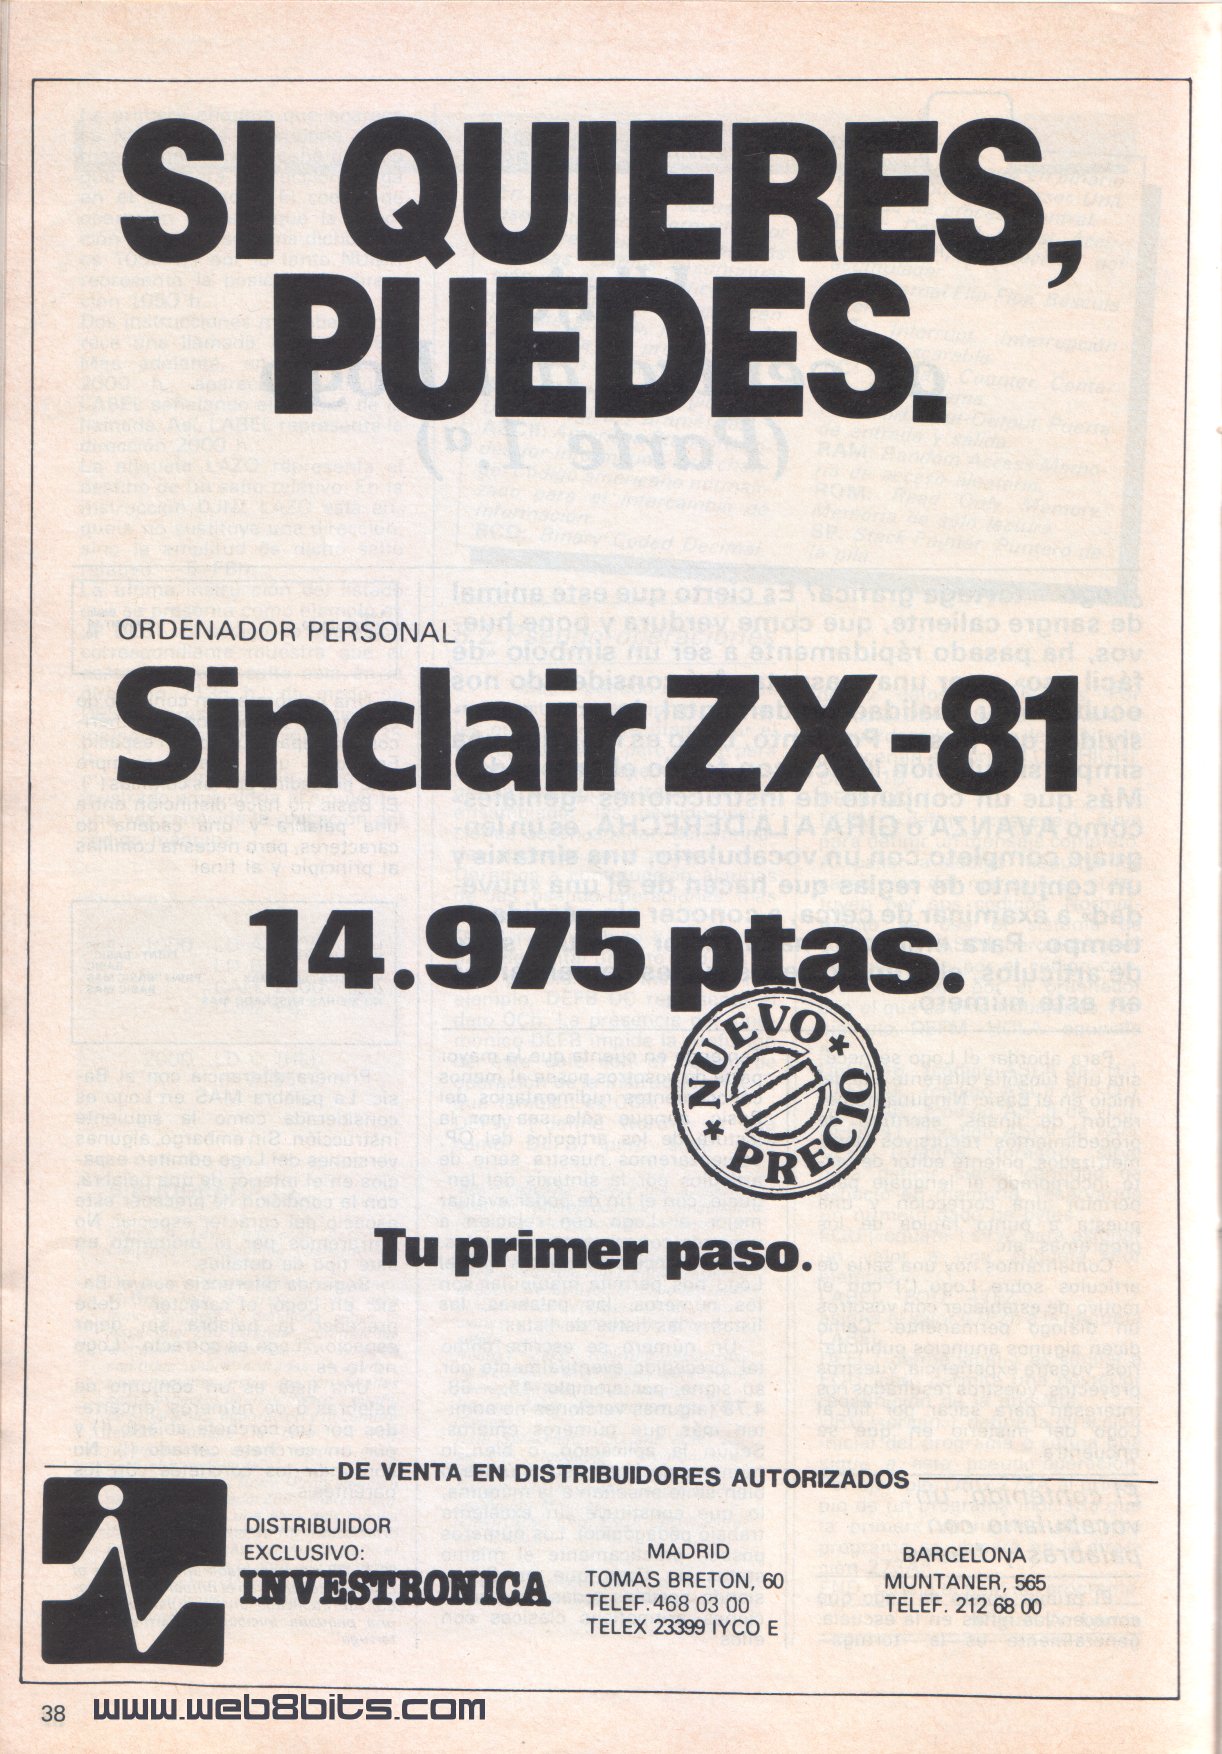 SI QUIERES,
PUEDES.
ORDENADOR PERSONAL
Sinclair ZX-81
14.975 ptas.
*NUEVO*
PRECIO
Tu primer paso.
DE VENTA EN DISTRIBUIDORES AUTORIZADOS
DISTRIBUIDOR
EXCLUSIVO:
INVESTRONICA
MADRID
TOMAS BRETON, 60
TELEF. 468 03 00
TELEX 23399 IYCO E
BARCELONA
MUNTANER, 565
TELEF. 212 68 00
38
www.web8bits.com